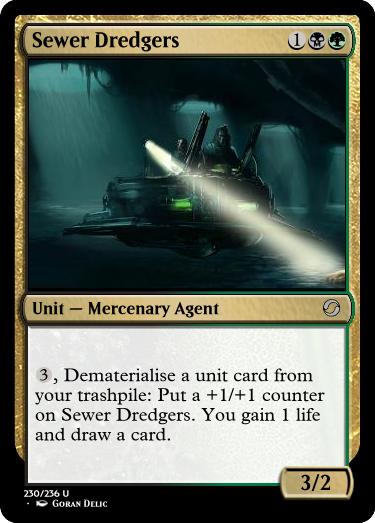 Sewer Dredgers 1
Unit — Mercenary Agent
3, Dematerialise a unit card from
your trashpile: Put a +1/+1 counter
on Sewer Dredgers. You gain 1 life
and draw a card.
3/2
230/236 U
· Goran Delic